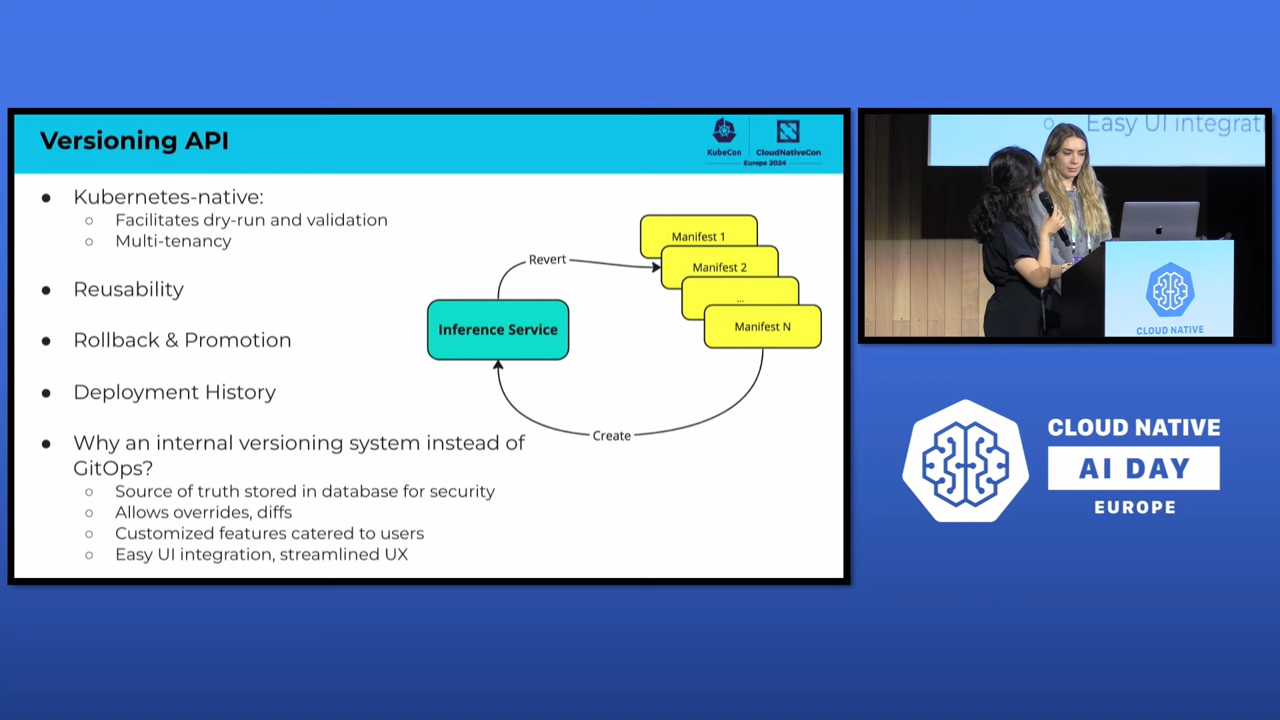 Versioning API
KubeCon
CloudNativeCon
Europe 2024
Kubernetes-native:
Facilitates dry-run and validation
Multi-tenancy
Reusability
Rollback & Promotion
Deployment History
Why an internal versioning system instead of
GitOps?
Source of truth stored in database for security
Allows overrides, diffs
Customized features catered to users
Easy UI integration, streamlined UX
Manifest 1
Revert
Manifest 2
...
Inference Service
Manifest N
Create
Easy UI integrati
CLOUD NATIVE
CLOUD NATIVE
AI DAY
EUROPE